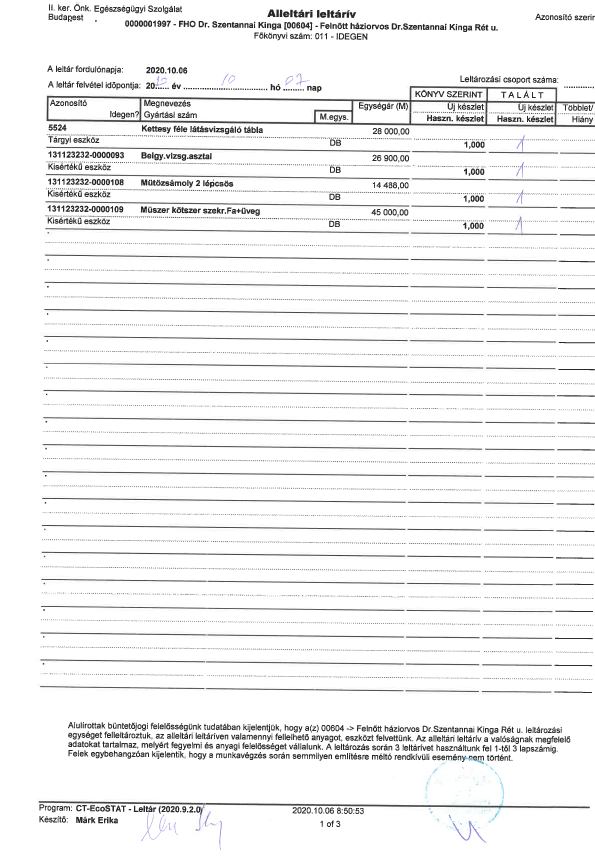 II. ker. Önk. Egészségügyi Szolgálat
Budapest
Alleltári leltárív
0000001997 - FHO Dr. Szentannai Kinga [00604] - Felnőtt háziorvos Dr.Szentannai Kinga Rét u.
Főkönyvi szám: 011 - IDEGEN
Azonosító szerin
A leltár fordulónapja: 2020.10.06
Leltározási csoport száma: ..........
A leltár felvétel időpontja: 2020 év 10 hó 07 nap
KÖNYV SZERINT TALÁLT
Azonosító Megnevezés Egységár (M) Új készlet Új készlet Többlet/
Idegen? Gyártási szám M.egys. Haszn. készlet Haszn. készlet Hiány
5524 Kettesy féle látásvizsgáló tábla 28 000,00
Tárgyi eszköz DB 1,000 1
131123232-0000093 Belgy.vizsg.asztal 26 900,00
Kisértékű eszköz DB 1,000 1
131123232-0000108 Műtözsámoly 2 lépcsős 14 488,00
Kisértékű eszköz DB 1,000 1
131123232-0000109 Müszer kötszer szekr.Fa+üveg 45 000,00
Kisértékű eszköz DB 1,000 1
Alulírottak büntetőjogi felelősségünk tudatában kijelentjük, hogy a(z) 00604 -> Felnőtt háziorvos Dr.Szentannai Kinga Rét u. leltározási
egységet felleltároztuk, az alleltári leltáríven valamennyi fellelhető anyagot, eszközt felvettünk. Az alleltári leltárív a valóságnak megfelelő
adatokat tartalmaz, melyért fegyelmi és anyagi felelősséget vállalunk. A leltározás során 3 leltárívet használtunk fel 1-től 3 lapszámig.
Felek egybehangzóan kijelentik, hogy a munkavégzés során semmilyen említésre méltó rendkívüli esemény nem történt.
Program: CT-EcoSTAT - Leltár (2020.9.2.0) 2020.10.06 8:50:53
Készítő: Márk Erika 1 of 3